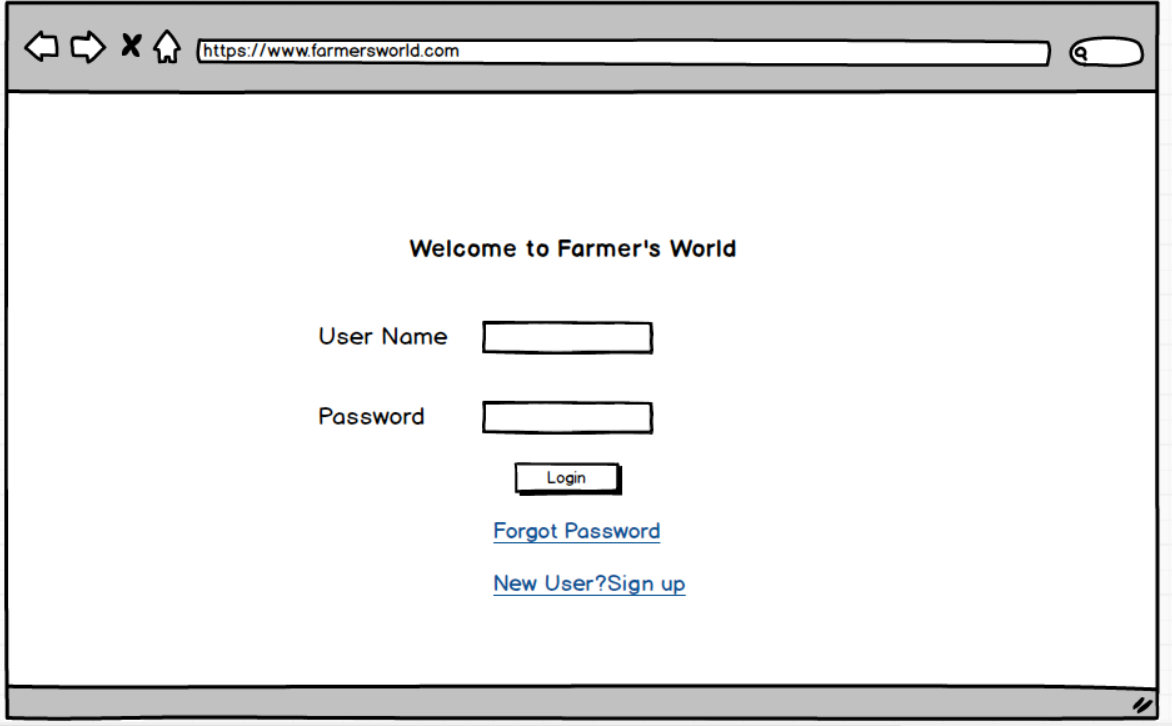 https://www.farmersworld.com
Welcome to Farmer's World
User Name
Password
Login
Forgot Password
New User?Sign up